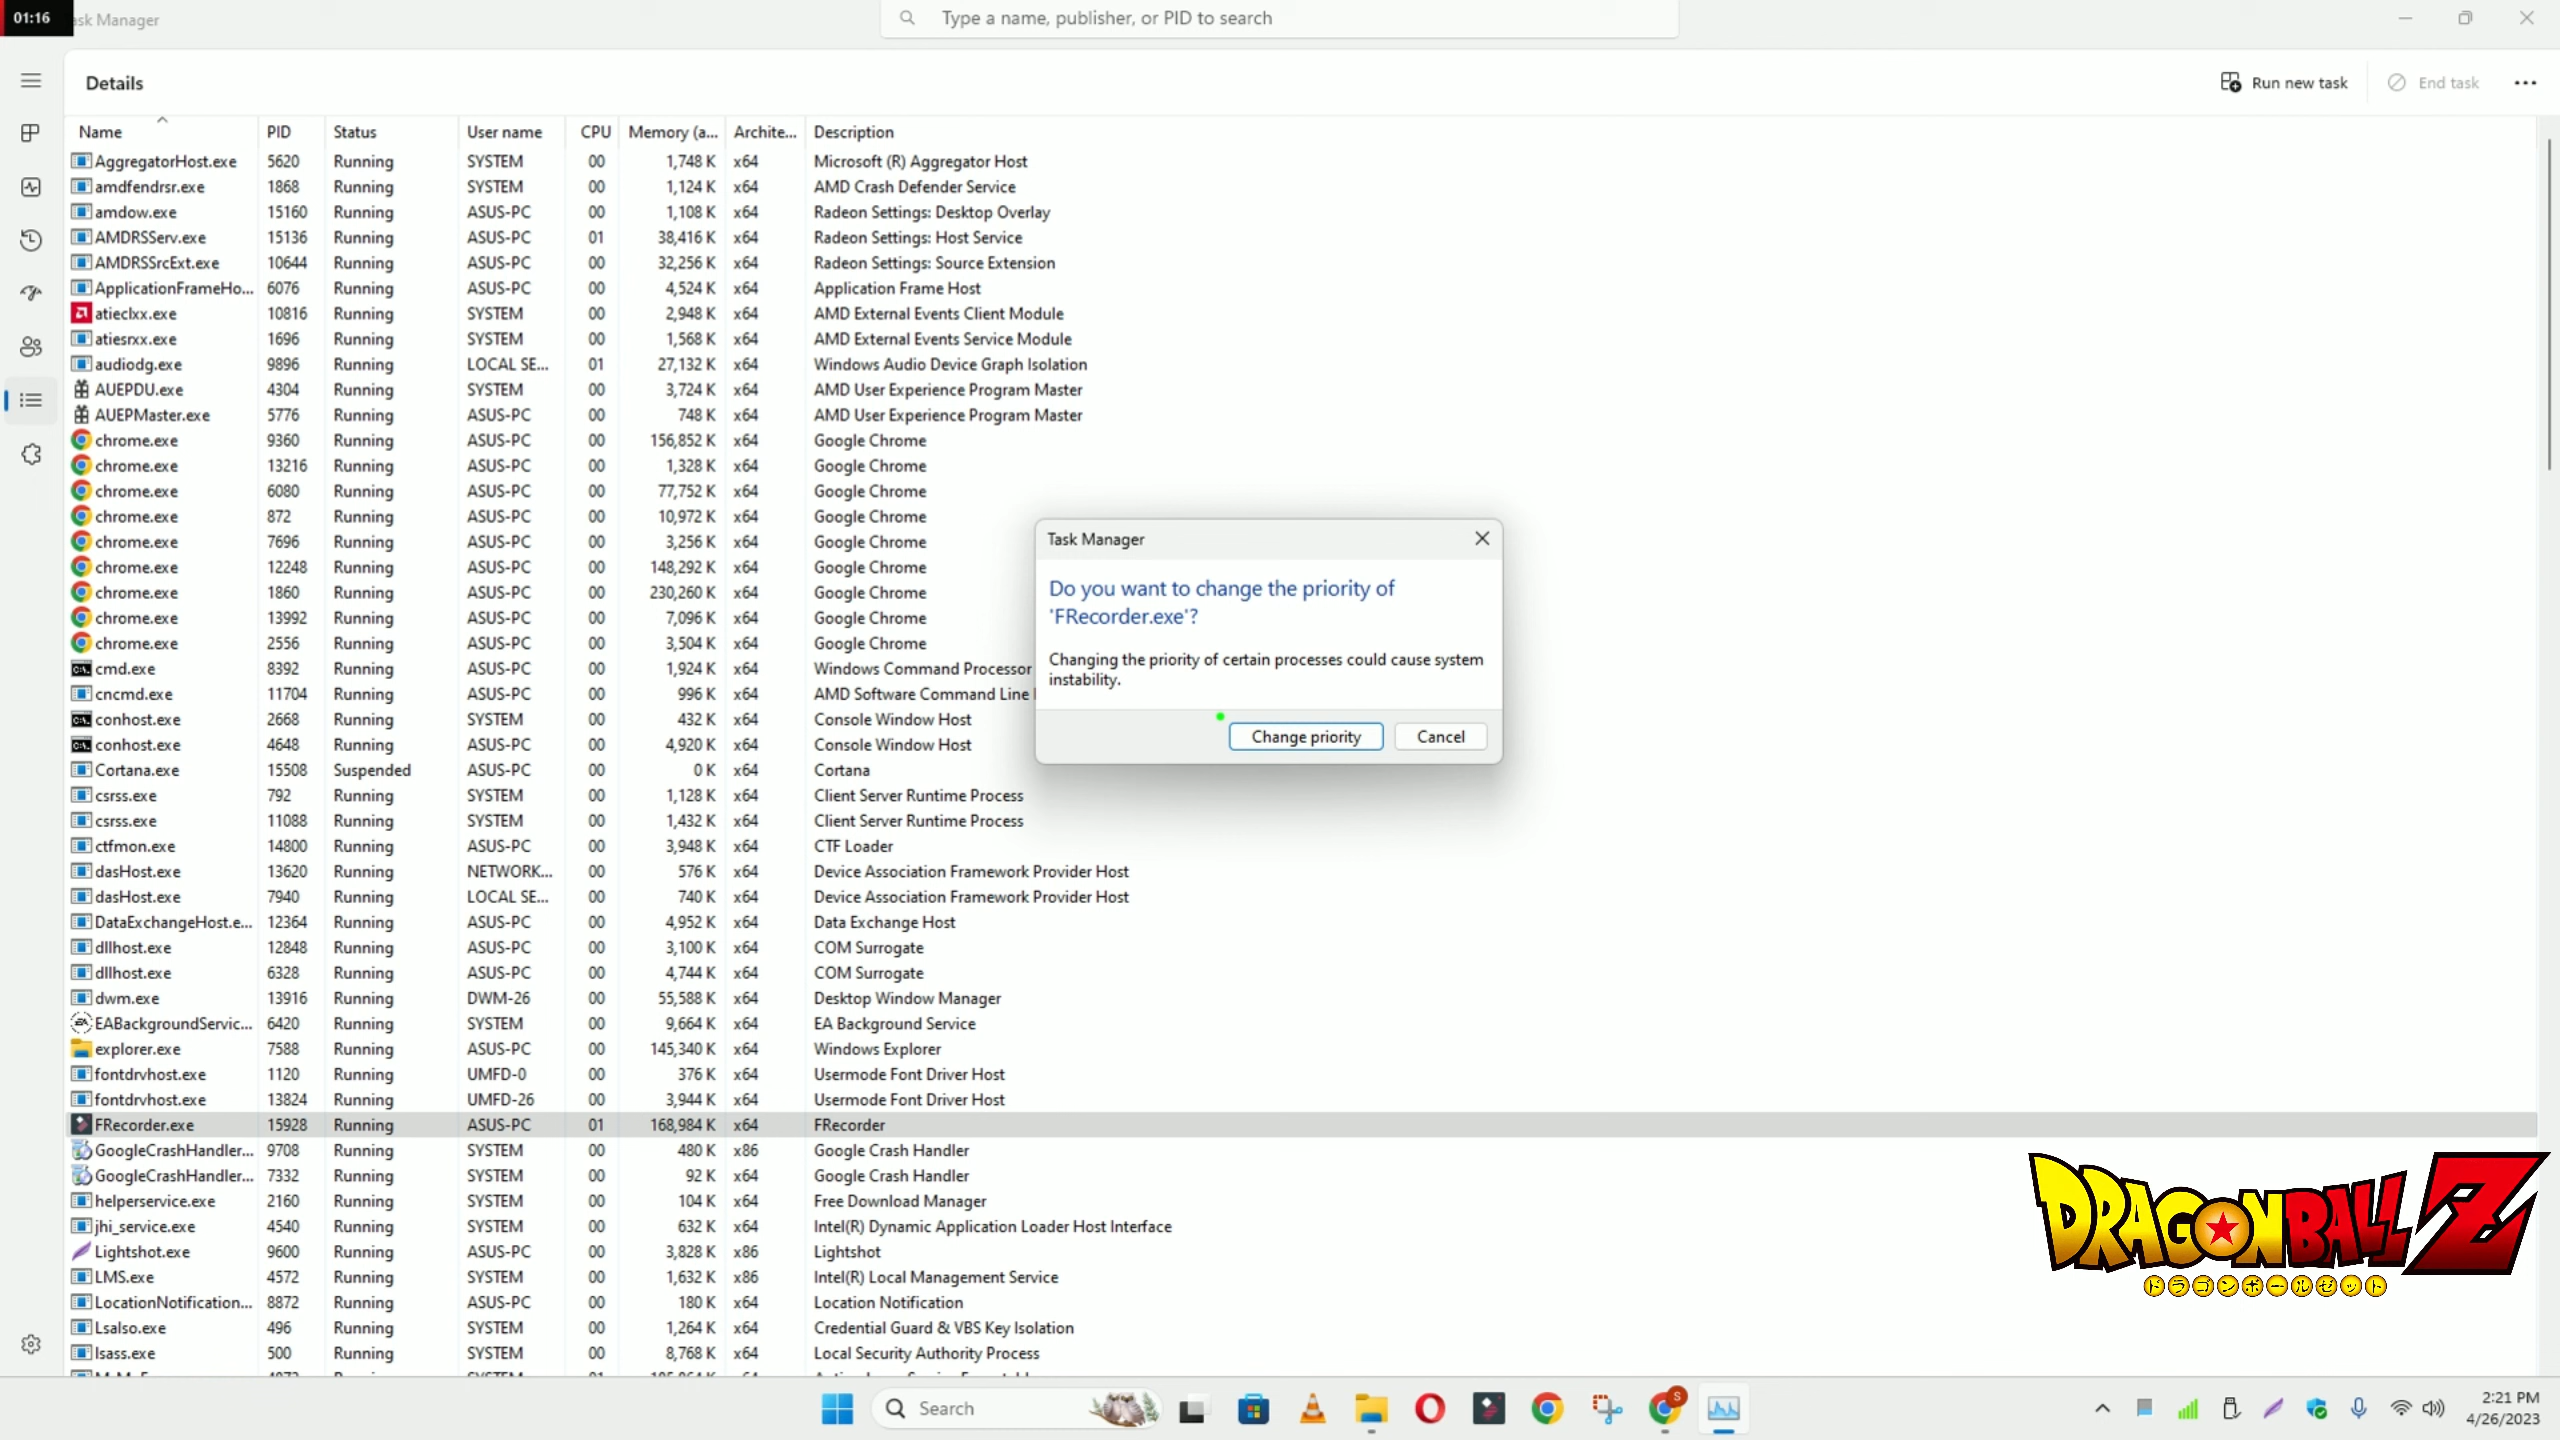 01:16
ask Manager
Type a name, publisher, or PID to search
Details
Run new task
End task
Name PID Status User name CPU Memory (a... Archite... Description
AggregatorHost.exe 5620 Running SYSTEM 00 1,748 K x64 Microsoft (R) Aggregator Host
amdfendrsr.exe 1868 Running SYSTEM 00 1,124 K x64 AMD Crash Defender Service
amdow.exe 15160 Running ASUS-PC 00 1,108 K x64 Radeon Settings: Desktop Overlay
AMDRSServ.exe 15136 Running ASUS-PC 01 38,416 K x64 Radeon Settings: Host Service
AMDRSSrcExt.exe 10644 Running ASUS-PC 00 32,256 K x64 Radeon Settings: Source Extension
ApplicationFrameHo... 6076 Running ASUS-PC 00 4,524 K x64 Application Frame Host
atieclxx.exe 10816 Running SYSTEM 00 2,948 K x64 AMD External Events Client Module
atiesrxx.exe 1696 Running SYSTEM 00 1,568 K x64 AMD External Events Service Module
audiodg.exe 9896 Running LOCAL SE... 01 27,132 K x64 Windows Audio Device Graph Isolation
AUEPDU.exe 4304 Running SYSTEM 00 3,724 K x64 AMD User Experience Program Master
AUEPMaster.exe 5776 Running ASUS-PC 00 748 K x64 AMD User Experience Program Master
chrome.exe 9360 Running ASUS-PC 00 156,852 K x64 Google Chrome
chrome.exe 13216 Running ASUS-PC 00 1,328 K x64 Google Chrome
chrome.exe 6080 Running ASUS-PC 00 77,752 K x64 Google Chrome
chrome.exe 872 Running ASUS-PC 00 10,972 K x64 Google Chrome
chrome.exe 7696 Running ASUS-PC 00 3,256 K x64 Google Chrome
chrome.exe 12248 Running ASUS-PC 00 148,292 K x64 Google Chrome
chrome.exe 1860 Running ASUS-PC 00 230,260 K x64 Google Chrome
chrome.exe 13992 Running ASUS-PC 00 7,096 K x64 Google Chrome
chrome.exe 2556 Running ASUS-PC 00 3,504 K x64 Google Chrome
cmd.exe 8392 Running ASUS-PC 00 1,924 K x64 Windows Command Processor
cncmd.exe 11704 Running ASUS-PC 00 996 K x64 AMD Software Command Line
conhost.exe 2668 Running SYSTEM 00 432 K x64 Console Window Host
conhost.exe 4648 Running ASUS-PC 00 4,920 K x64 Console Window Host
Cortana.exe 15508 Suspended ASUS-PC 00 0 K x64 Cortana
csrss.exe 792 Running SYSTEM 00 1,128 K x64 Client Server Runtime Process
csrss.exe 11088 Running SYSTEM 00 1,432 K x64 Client Server Runtime Process
ctfmon.exe 14800 Running ASUS-PC 00 3,948 K x64 CTF Loader
dasHost.exe 13620 Running NETWORK... 00 576 K x64 Device Association Framework Provider Host
dasHost.exe 7940 Running LOCAL SE... 00 740 K x64 Device Association Framework Provider Host
DataExchangeHost.e... 12364 Running ASUS-PC 00 4,952 K x64 Data Exchange Host
dllhost.exe 12848 Running ASUS-PC 00 3,100 K x64 COM Surrogate
dllhost.exe 6328 Running ASUS-PC 00 4,744 K x64 COM Surrogate
dwm.exe 13916 Running DWM-26 00 55,588 K x64 Desktop Window Manager
EABackgroundServic... 6420 Running SYSTEM 00 9,664 K x64 EA Background Service
explorer.exe 7588 Running ASUS-PC 00 145,340 K x64 Windows Explorer
fontdrvhost.exe 1120 Running UMFD-0 00 376 K x64 Usermode Font Driver Host
fontdrvhost.exe 13824 Running UMFD-26 00 3,944 K x64 Usermode Font Driver Host
FRecorder.exe 15928 Running ASUS-PC 01 168,984 K x64 FRecorder
GoogleCrashHandler... 9708 Running SYSTEM 00 480 K x86 Google Crash Handler
GoogleCrashHandler... 7332 Running SYSTEM 00 92 K x64 Google Crash Handler
helperservice.exe 2160 Running SYSTEM 00 104 K x64 Free Download Manager
jhi_service.exe 4540 Running SYSTEM 00 632 K x64 Intel(R) Dynamic Application Loader Host Interface
Lightshot.exe 9600 Running ASUS-PC 00 3,828 K x86 Lightshot
LMS.exe 4572 Running SYSTEM 00 1,632 K x86 Intel(R) Local Management Service
LocationNotification... 8872 Running ASUS-PC 00 180 K x64 Location Notification
LsaIso.exe 496 Running SYSTEM 00 1,264 K x64 Credential Guard & VBS Key Isolation
lsass.exe 500 Running SYSTEM 00 8,768 K x64 Local Security Authority Process
Task Manager
Do you want to change the priority of
'FRecorder.exe'?
Changing the priority of certain processes could cause system
instability.
Change priority
Cancel
DRAGONBALL Z
ドラゴンボールゼット
Search
S
2:21 PM
4/26/2023